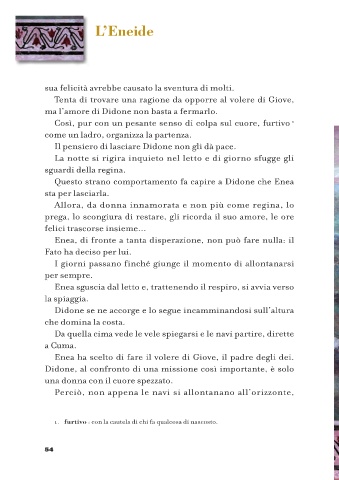 L'Eneide
sua felicità avrebbe causato la sventura di molti.
Tenta di trovare una ragione da opporre al volere di Giove,
ma l'amore di Didone non basta a fermarlo.
Così, pur con un pesante senso di colpa sul cuore, furtivo ¹
come un ladro, organizza la partenza.
Il pensiero di lasciare Didone non gli dà pace.
La notte si rigira inquieto nel letto e di giorno sfugge gli
sguardi della regina.
Questo strano comportamento fa capire a Didone che Enea
sta per lasciarla.
Allora, da donna innamorata e non più come regina, lo
prega, lo scongiura di restare, gli ricorda il suo amore, le ore
felici trascorse insieme...
Enea, di fronte a tanta disperazione, non può fare nulla: il
Fato ha deciso per lui.
I giorni passano finché giunge il momento di allontanarsi
per sempre.
Enea sguscia dal letto e, trattenendo il respiro, si avvia verso
la spiaggia.
Didone se ne accorge e lo segue incamminandosi sull'altura
che domina la costa.
Da quella cima vede le vele spiegarsi e le navi partire, dirette
a Cuma.
Enea ha scelto di fare il volere di Giove, il padre degli dei.
Didone, al confronto di una missione così importante, è solo
una donna con il cuore spezzato.
Perciò, non appena le navi si allontanano all'orizzonte,
1. furtivo : con la cautela di chi fa qualcosa di nascosto.
64